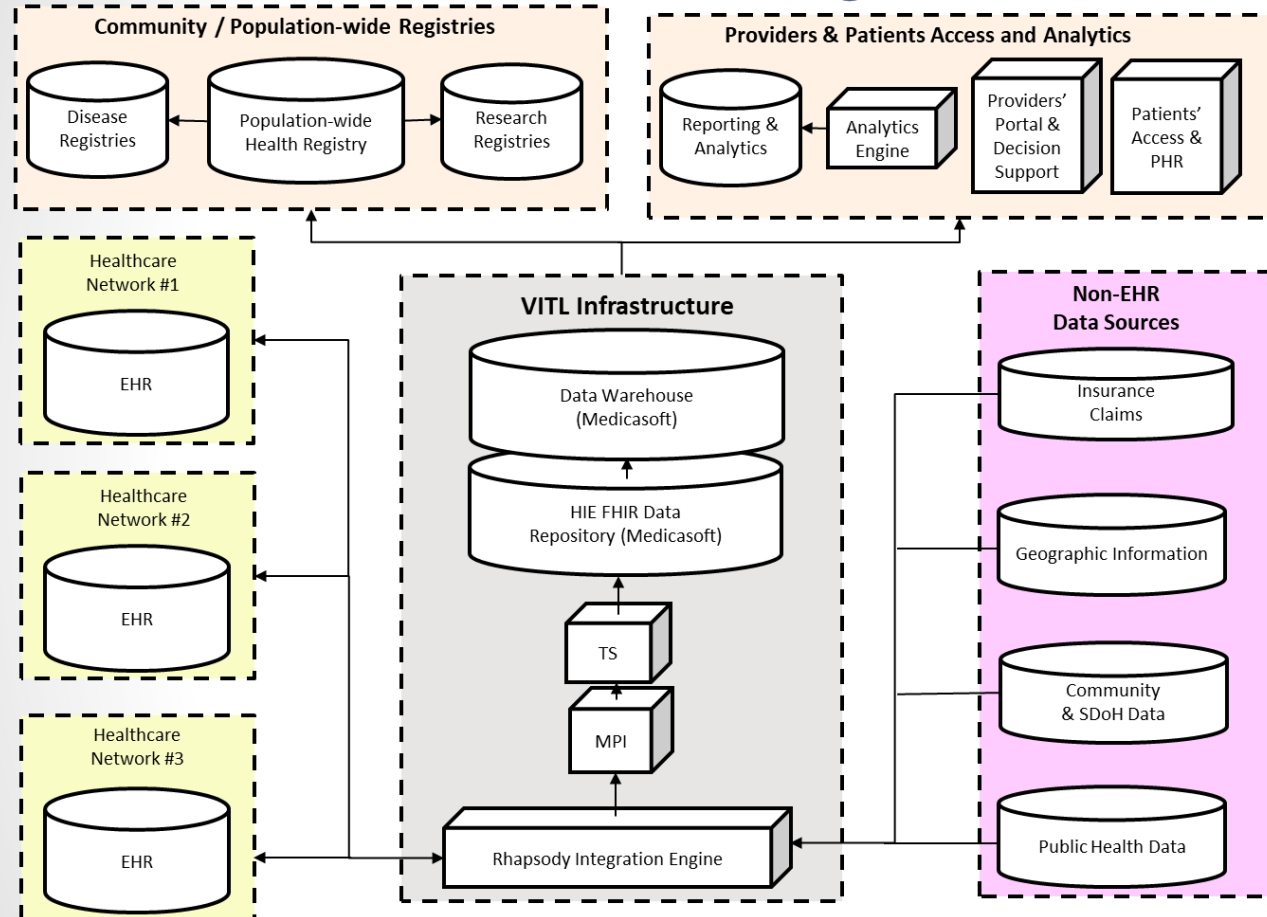 Community / Population-wide Registries
Disease
Registries
Population-wide
Health Registry
Research
Registries
Providers & Patients Access and Analytics
Reporting &
Analytics
Analytics
Engine
Providers'
Portal &
Decision
Support
Patients'
Access &
PHR
Healthcare
Network #1
EHR
Healthcare
Network #2
EHR
Healthcare
Network #3
EHR
VITL Infrastructure
Data Warehouse
(Medicasoft)
HIE FHIR Data
Repository (Medicasoft)
TS
MPI
Rhapsody Integration Engine
Non-EHR
Data Sources
Insurance
Claims
Geographic Information
Community
& SDoH Data
Public Health Data